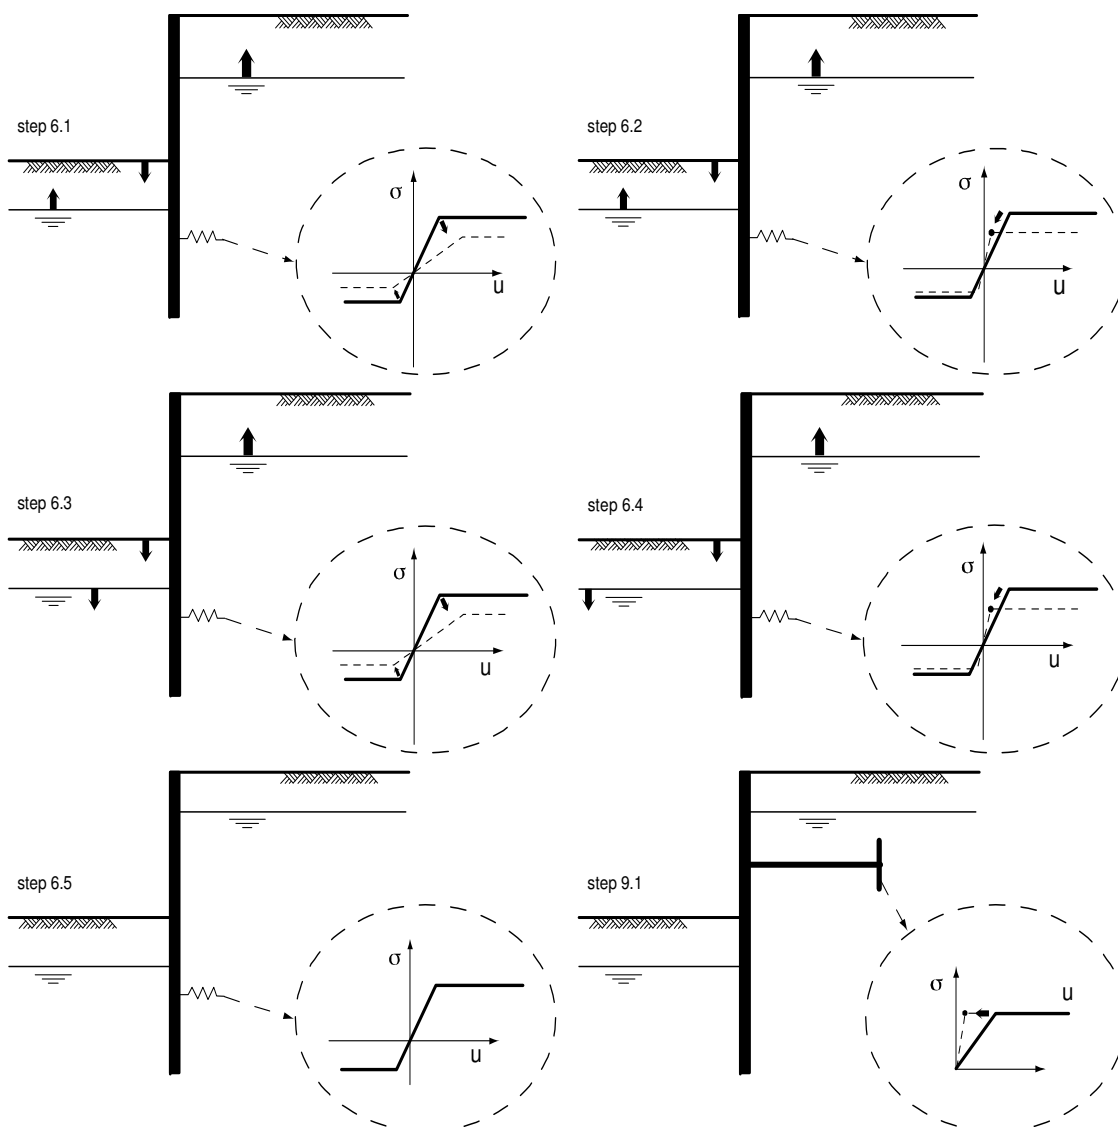 step 6.1
σ
u
step 6.2
σ
u
step 6.3
σ
u
step 6.4
σ
u
step 6.5
σ
u
step 9.1
σ
u